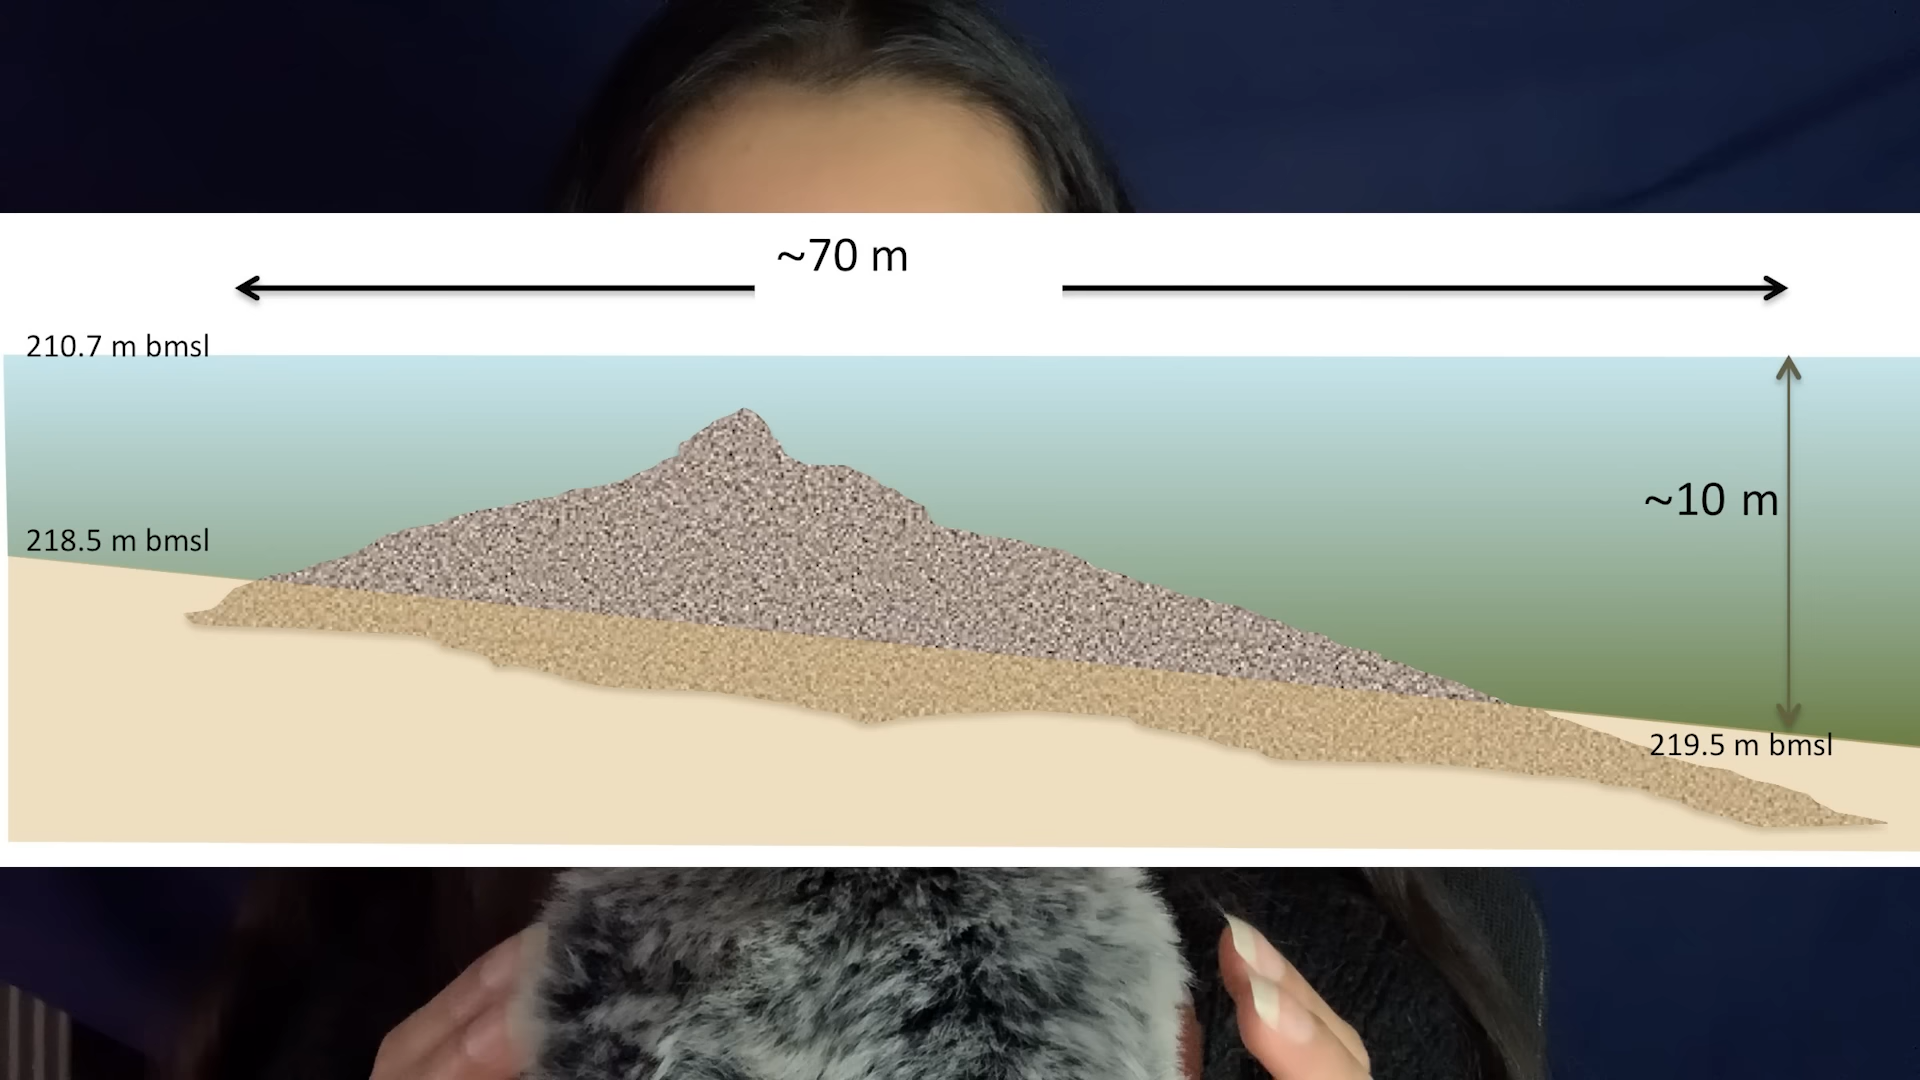 ~70 m
210.7 m bmsl
~10 m
218.5 m bmsl
219.5 m bmsl